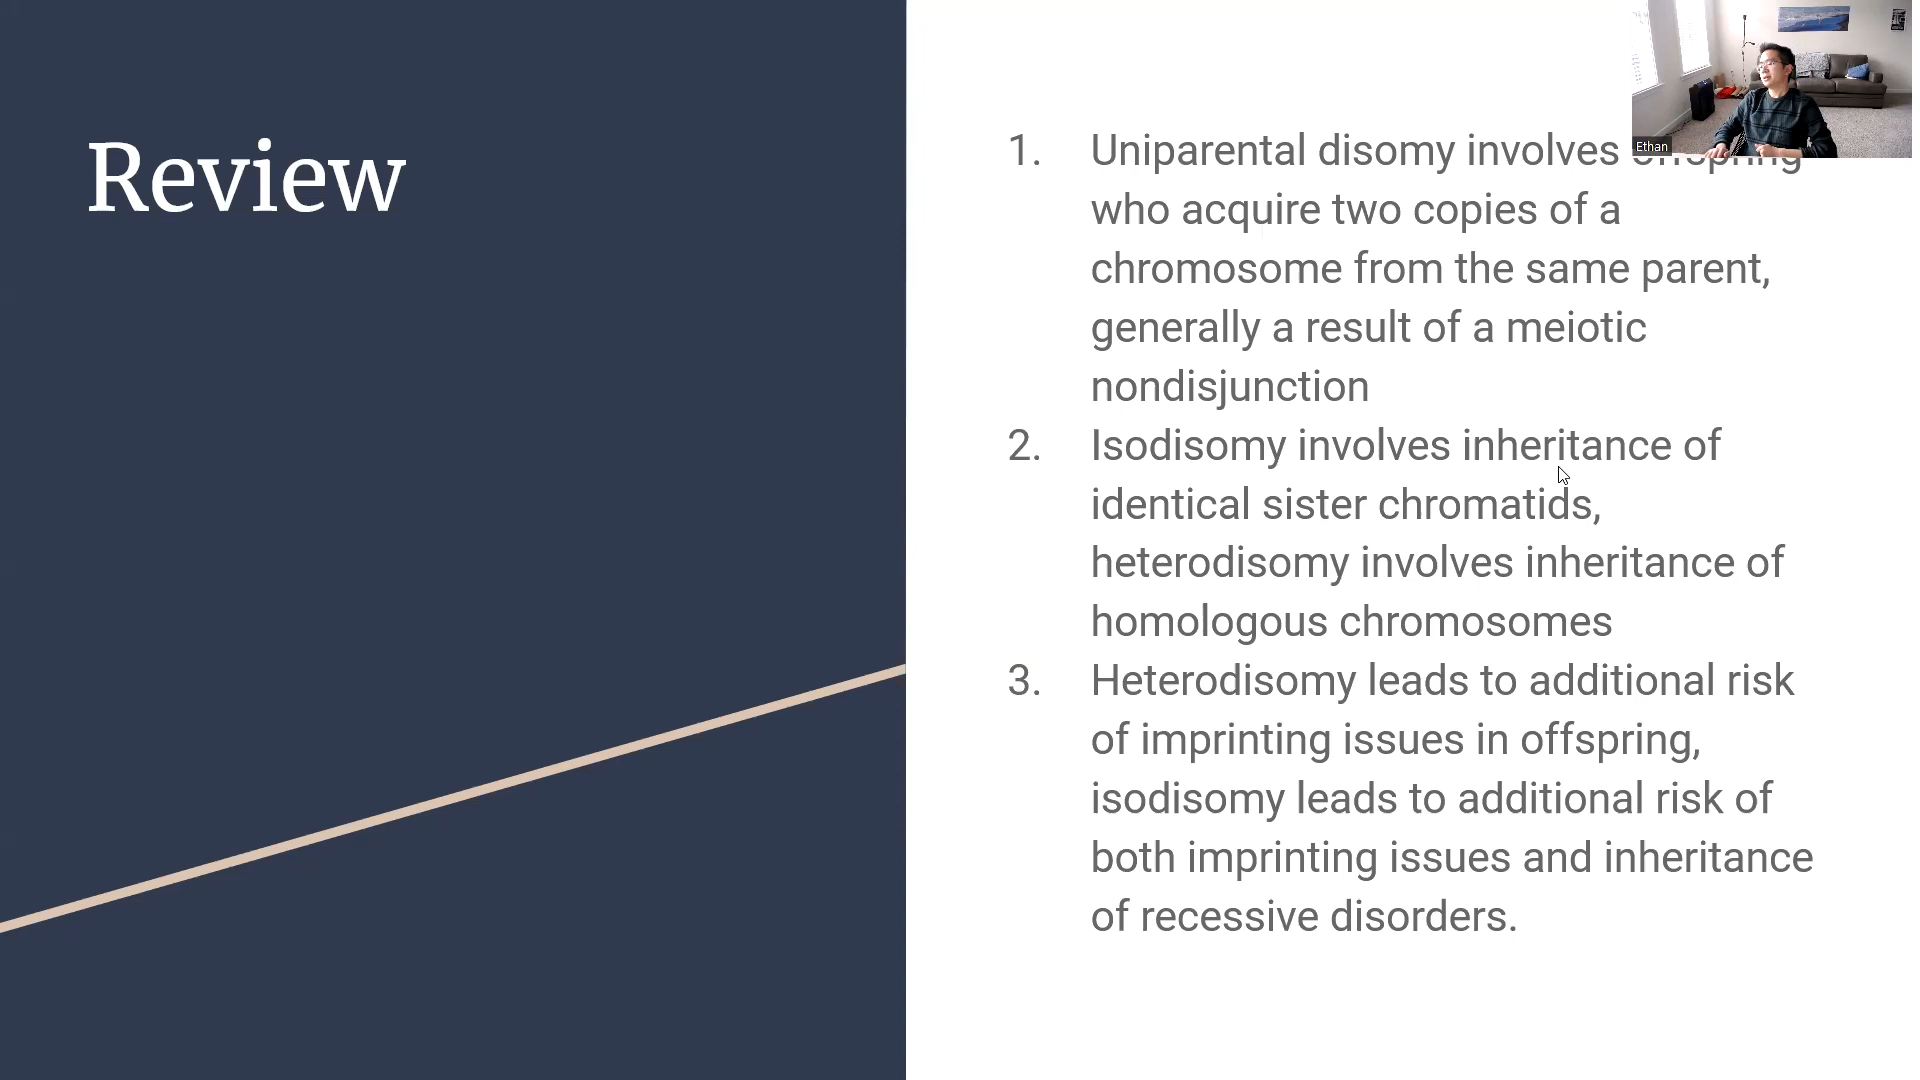 Review
Ethan
1. Uniparental disomy involves offspring
who acquire two copies of a
chromosome from the same parent,
generally a result of a meiotic
nondisjunction
2. Isodisomy involves inheritance of
identical sister chromatids,
heterodisomy involves inheritance of
homologous chromosomes
3. Heterodisomy leads to additional risk
of imprinting issues in offspring,
isodisomy leads to additional risk of
both imprinting issues and inheritance
of recessive disorders.